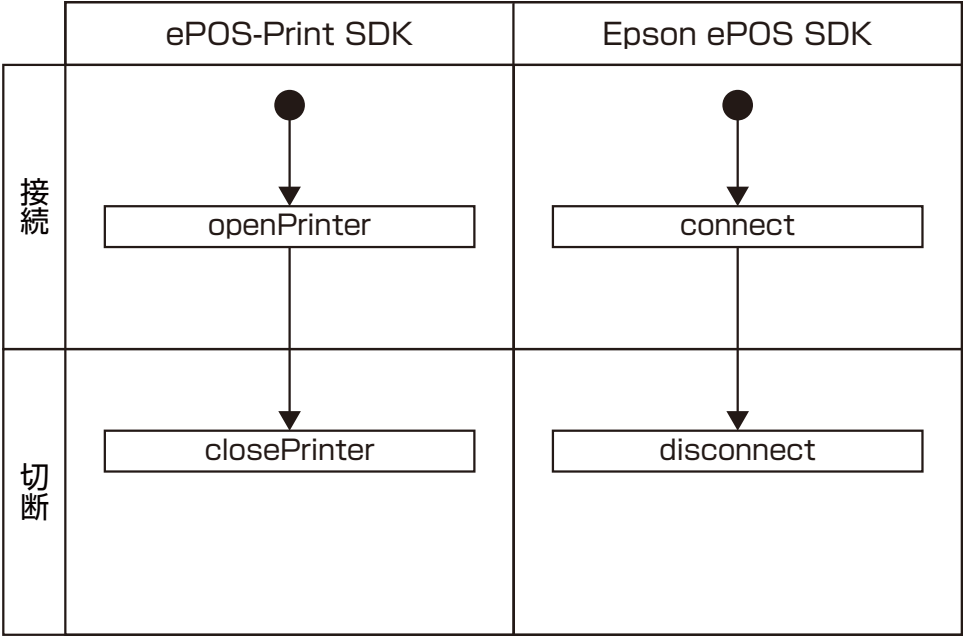 ePOS-Print SDK
Epson ePOS SDK
接続
openPrinter
connect
切断
closePrinter
disconnect